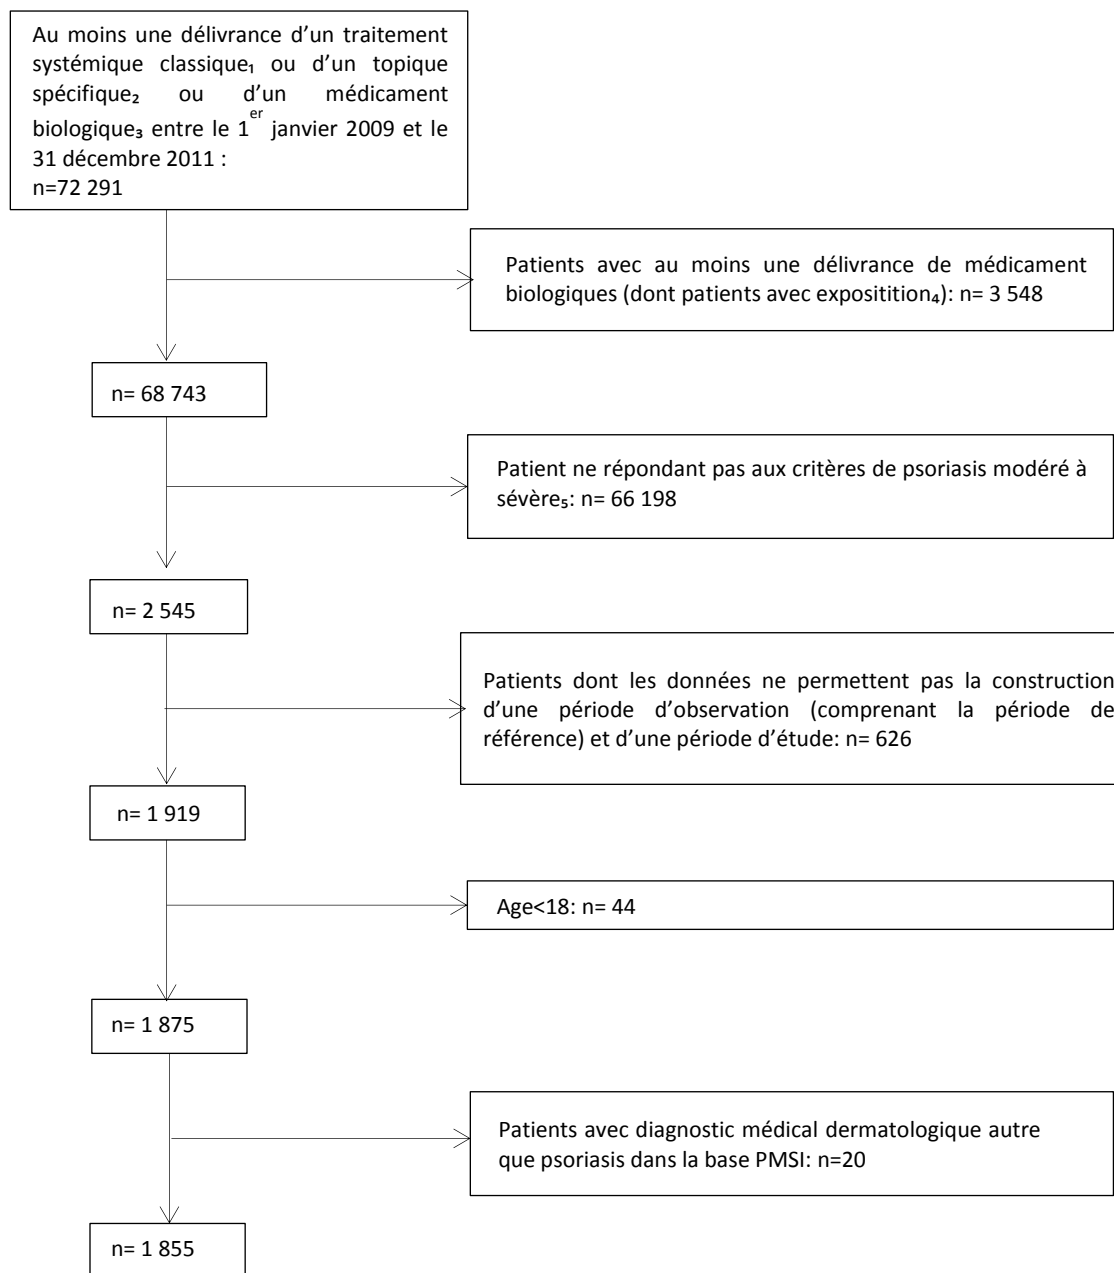 Au moins une délivrance d’un traitement
systémique classique₁ ou d’un topique
spécifique₂ ou d’un médicament
biologique₃ entre le 1er janvier 2009 et le
31 décembre 2011 :
n=72 291
Patients avec au moins une délivrance de médicament
biologiques (dont patients avec expositition₄): n= 3 548
n= 68 743
Patient ne répondant pas aux critères de psoriasis modéré à
sévère₅: n= 66 198
n= 2 545
Patients dont les données ne permettent pas la construction
d’une période d’observation (comprenant la période de
référence) et d’une période d’étude: n= 626
n= 1 919
Age<18: n= 44
n= 1 875
Patients avec diagnostic médical dermatologique autre
que psoriasis dans la base PMSI: n=20
n= 1 855